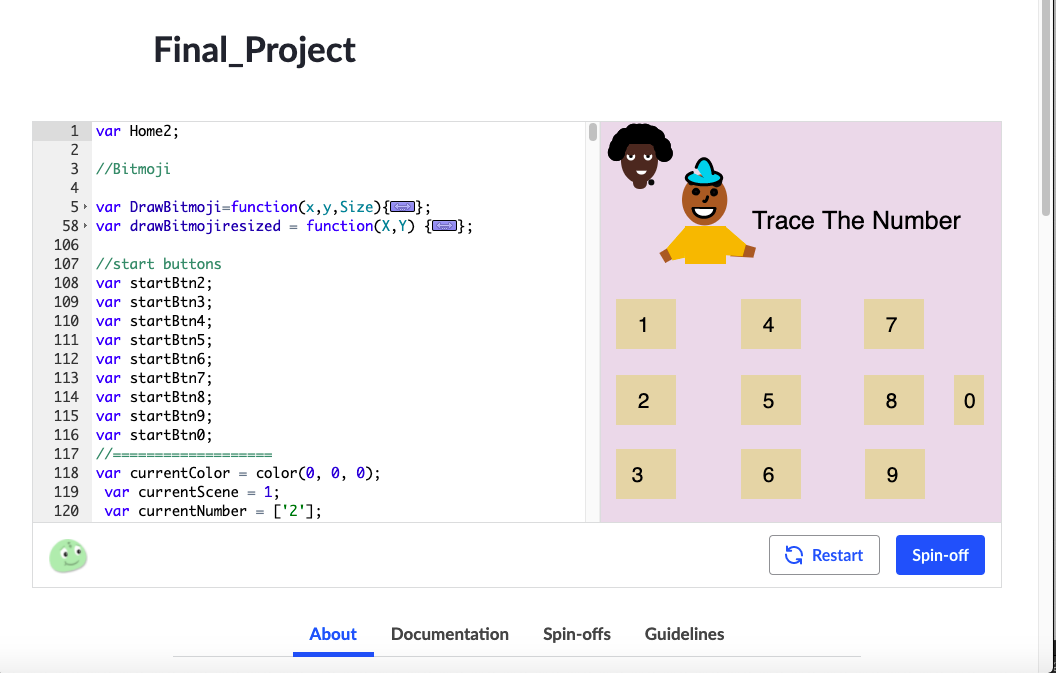 Final_Project
1 var Home2;
2
3 //Bitmoji
4
5 var DrawBitmoji=function(x,y,Size){};
58 var drawBitmojiresized = function(X,Y) {};
106
107 //start buttons
108 var startBtn2;
109 var startBtn3;
110 var startBtn4;
111 var startBtn5;
112 var startBtn6;
113 var startBtn7;
114 var startBtn8;
115 var startBtn9;
116 var startBtn0;
117 //===================
118 var currentColor = color(0, 0, 0);
119 var currentScene = 1;
120 var currentNumber = ['2'];
Trace The Number
1 4 7
2 5 8 0
3 6 9
Restart Spin-off
About Documentation Spin-offs Guidelines